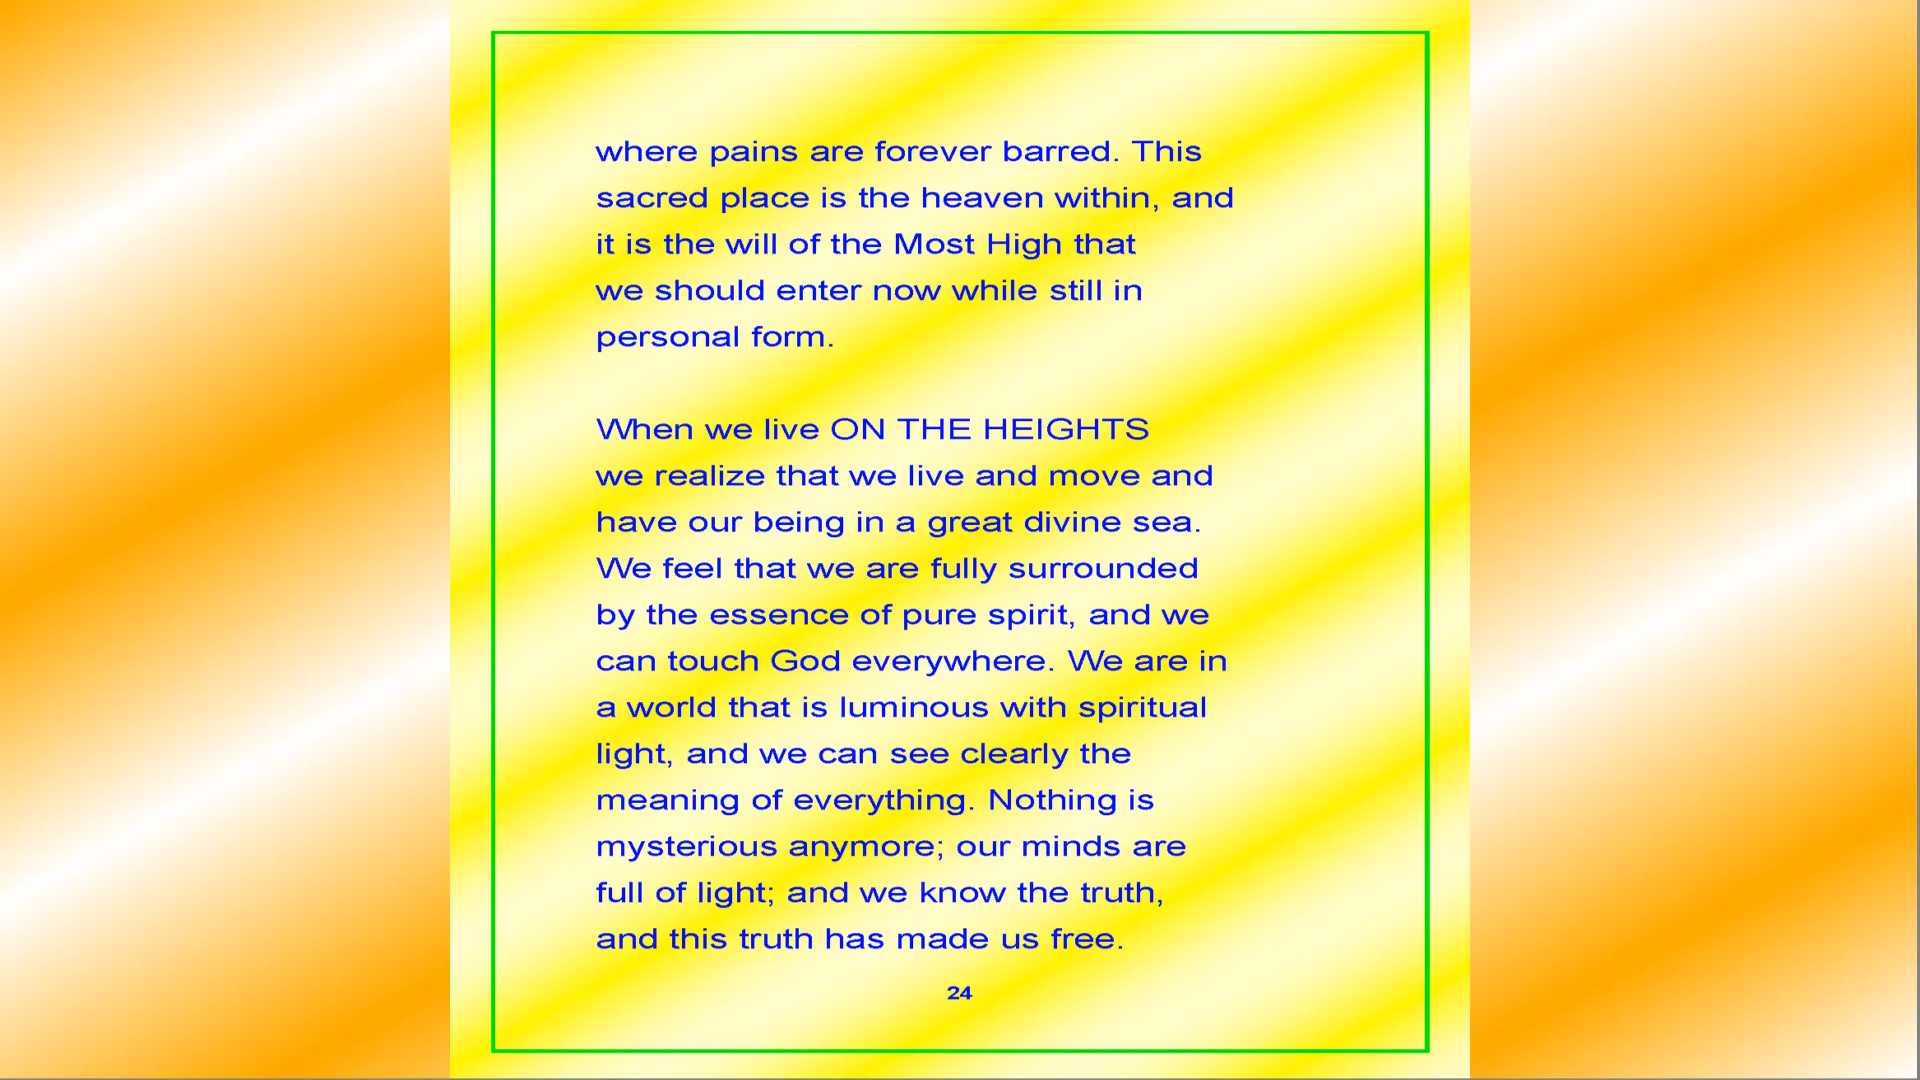 where pains are forever barred. This
sacred place is the heaven within, and
it is the will of the Most High that
we should enter now while still in
personal form.
When we live ON THE HEIGHTS
we realize that we live and move and
have our being in a great divine sea.
We feel that we are fully surrounded
by the essence of pure spirit, and we
can touch God everywhere. We are in
a world that is luminous with spiritual
light, and we can see clearly the
meaning of everything. Nothing is
mysterious anymore; our minds are
full of light; and we know the truth,
and this truth has made us free.
24